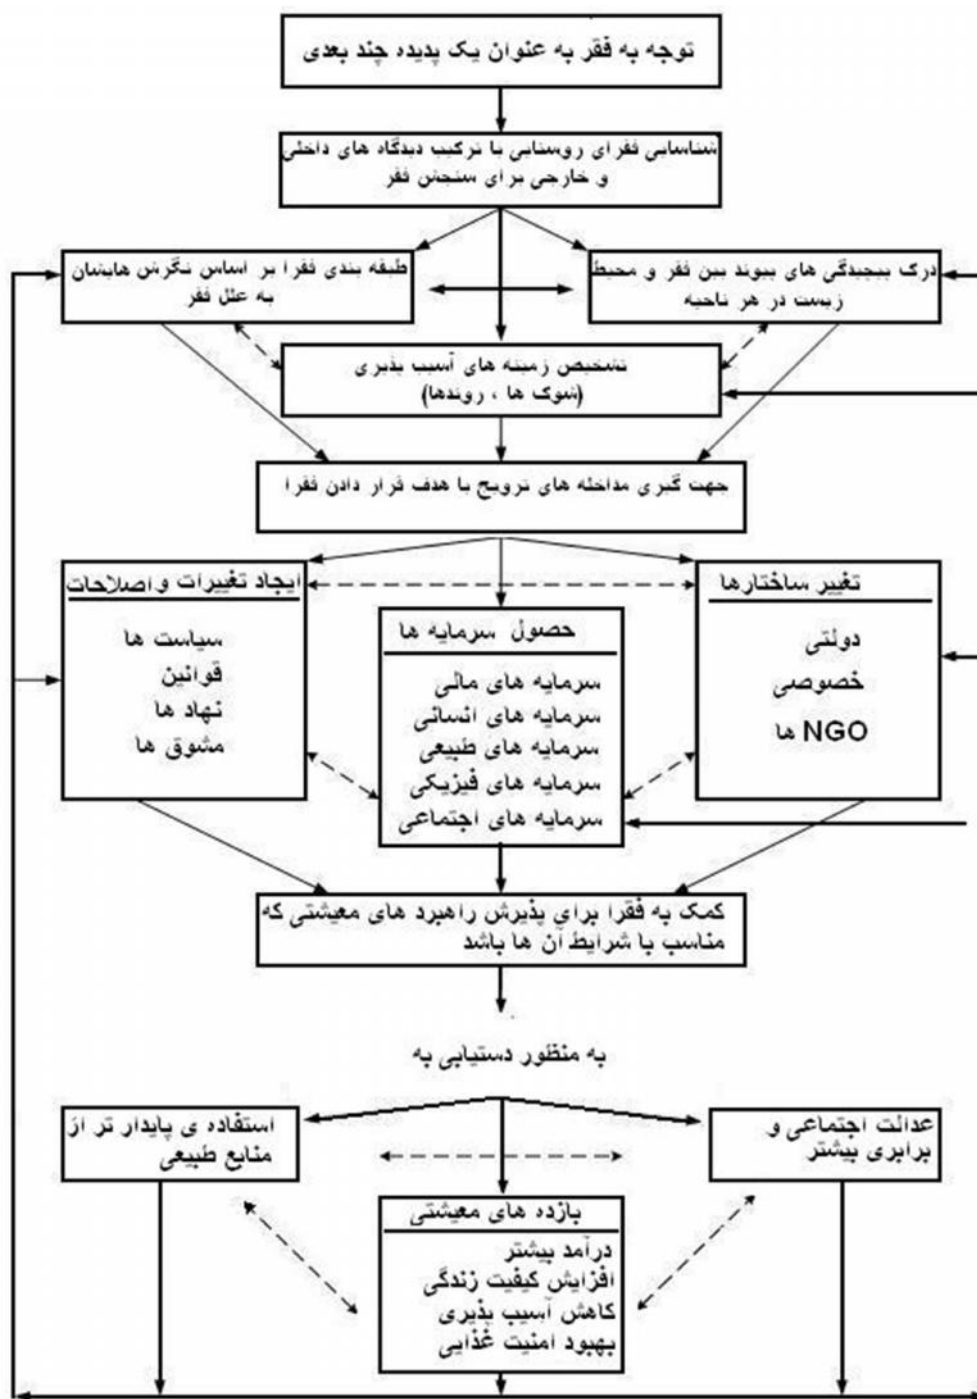 توجه به فقر به عنوان یک پدیده چند بعدی
شناسایی فقرای روستایی با ترکیب دیدگاه های داخلی
و خارجی برای سنجش فقر
درک پیچیدگی های پیوند بین فقر و محیط
زیست در هر ناحیه
طبقه بندی فقرا بر اساس نگرش هایشان
به علل فقر
تشخیص زمینه های آسیب پذیری
(شوک ها ، روندها)
جهت گیری مداخله های ترویج با هدف قرار دادن فقرا
تغییر ساختارها
دولتی
خصوصی
NGO ها
حصول سرمایه ها
سرمایه های مالی
سرمایه های انسانی
سرمایه های طبیعی
سرمایه های فیزیکی
سرمایه های اجتماعی
ایجاد تغییرات و اصلاحات
سیاست ها
قوانین
نهاد ها
مشوق ها
کمک به فقرا برای پذیرش راهبرد های معیشتی که
مناسب با شرایط آن ها باشد
به منظور دستیابی به
عدالت اجتماعی و
برابری بیشتر
استفاده ی پایدار تر از
منابع طبیعی
بازده های معیشتی
درآمد بیشتر
افزایش کیفیت زندگی
کاهش آسیب پذیری
بهبود امنیت غذایی